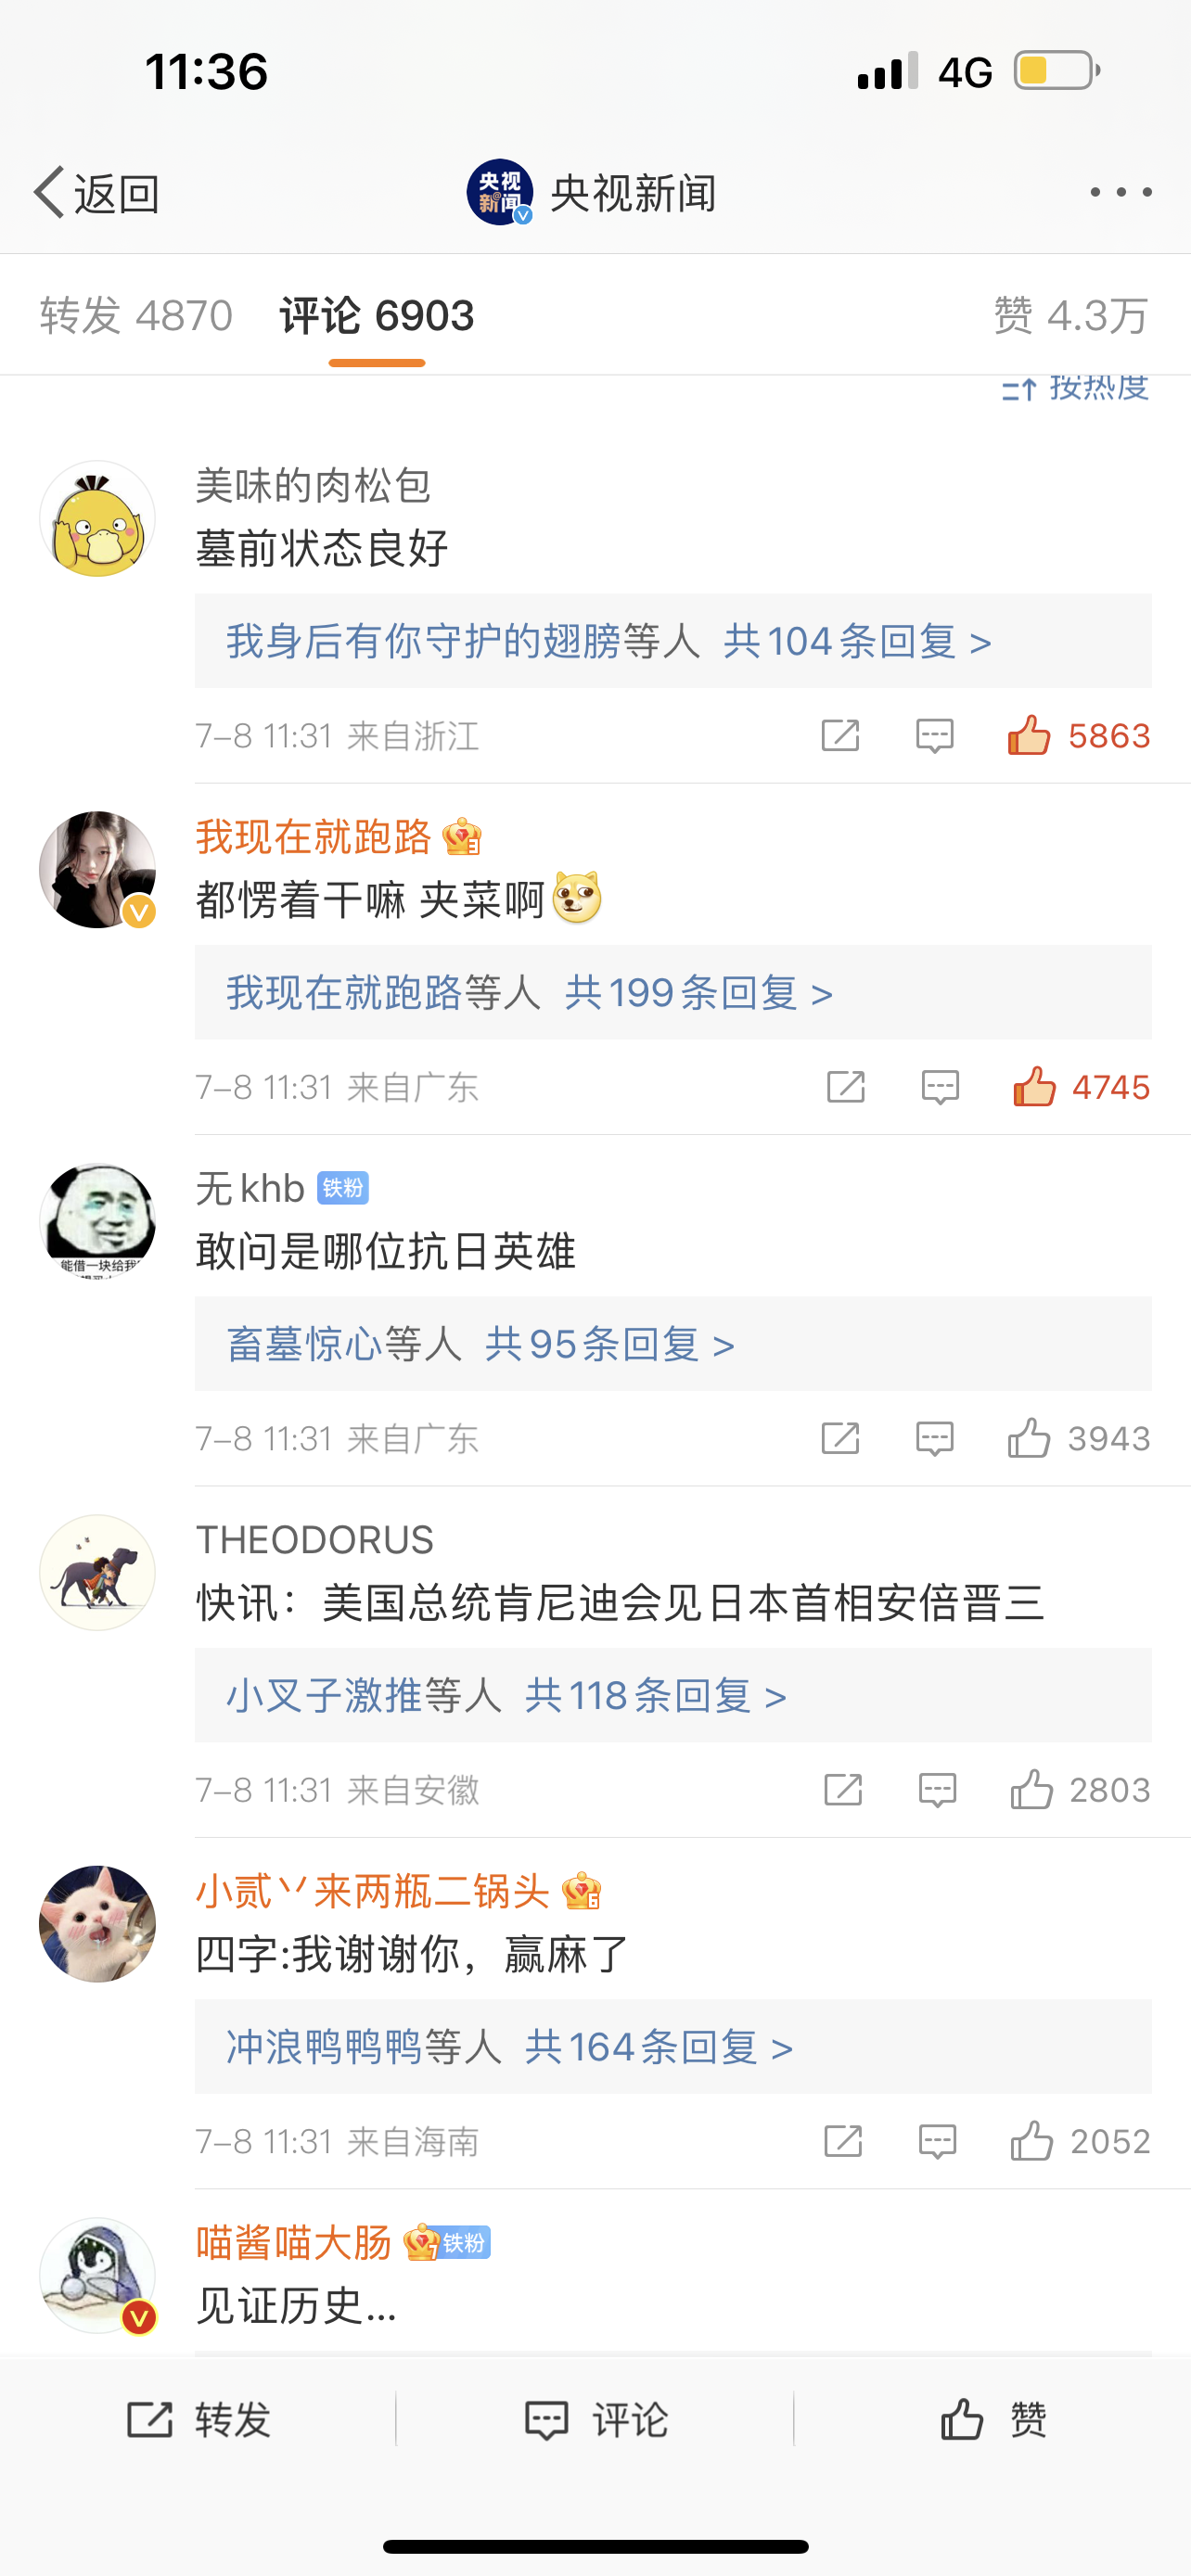 11:36 4G
返回 央视新闻 央视新闻
转发 4870 评论 6903 赞 4.3万
按热度
美味的肉松包
墓前状态良好
我身后有你守护的翅膀等人 共104条回复 >
7-8 11:31 来自浙江 5863
我现在就跑路
都愣着干嘛 夹菜啊
我现在就跑路等人 共199条回复 >
7-8 11:31 来自广东 4745
无khb 铁粉
敢问是哪位抗日英雄
能借一块给我
畜墓惊心等人 共95条回复 >
7-8 11:31 来自广东 3943
THEODORUS
快讯：美国总统肯尼迪会见日本首相安倍晋三
小叉子激推等人 共118条回复 >
7-8 11:31 来自安徽 2803
小贰丷来两瓶二锅头 6
四字:我谢谢你，赢麻了
冲浪鸭鸭鸭等人 共164条回复 >
7-8 11:31 来自海南 2052
喵酱喵大肠 7 铁粉
见证历史...
转发 评论 赞